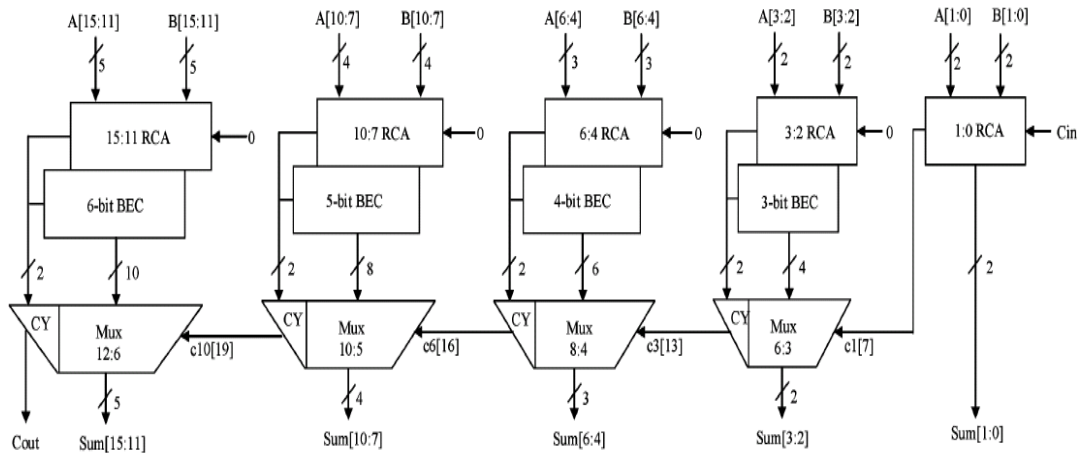 A[15:11] B[15:11] A[10:7] B[10:7] A[6:4] B[6:4] A[3:2] B[3:2] A[1:0] B[1:0]
5 5 4 4 3 3 2 2 2 2
15:11 RCA 0 10:7 RCA 0 6:4 RCA 0 3:2 RCA 0 1:0 RCA Cin
6-bit BEC 5-bit BEC 4-bit BEC 3-bit BEC
2 10 2 8 2 6 2 4 2
CY Mux CY Mux CY Mux CY Mux
12:6 c10[19] 10:5 c6[16] 8:4 c3[13] 6:3 c1[7]
5 4 3 2
Cout Sum[15:11] Sum[10:7] Sum[6:4] Sum[3:2] Sum[1:0]